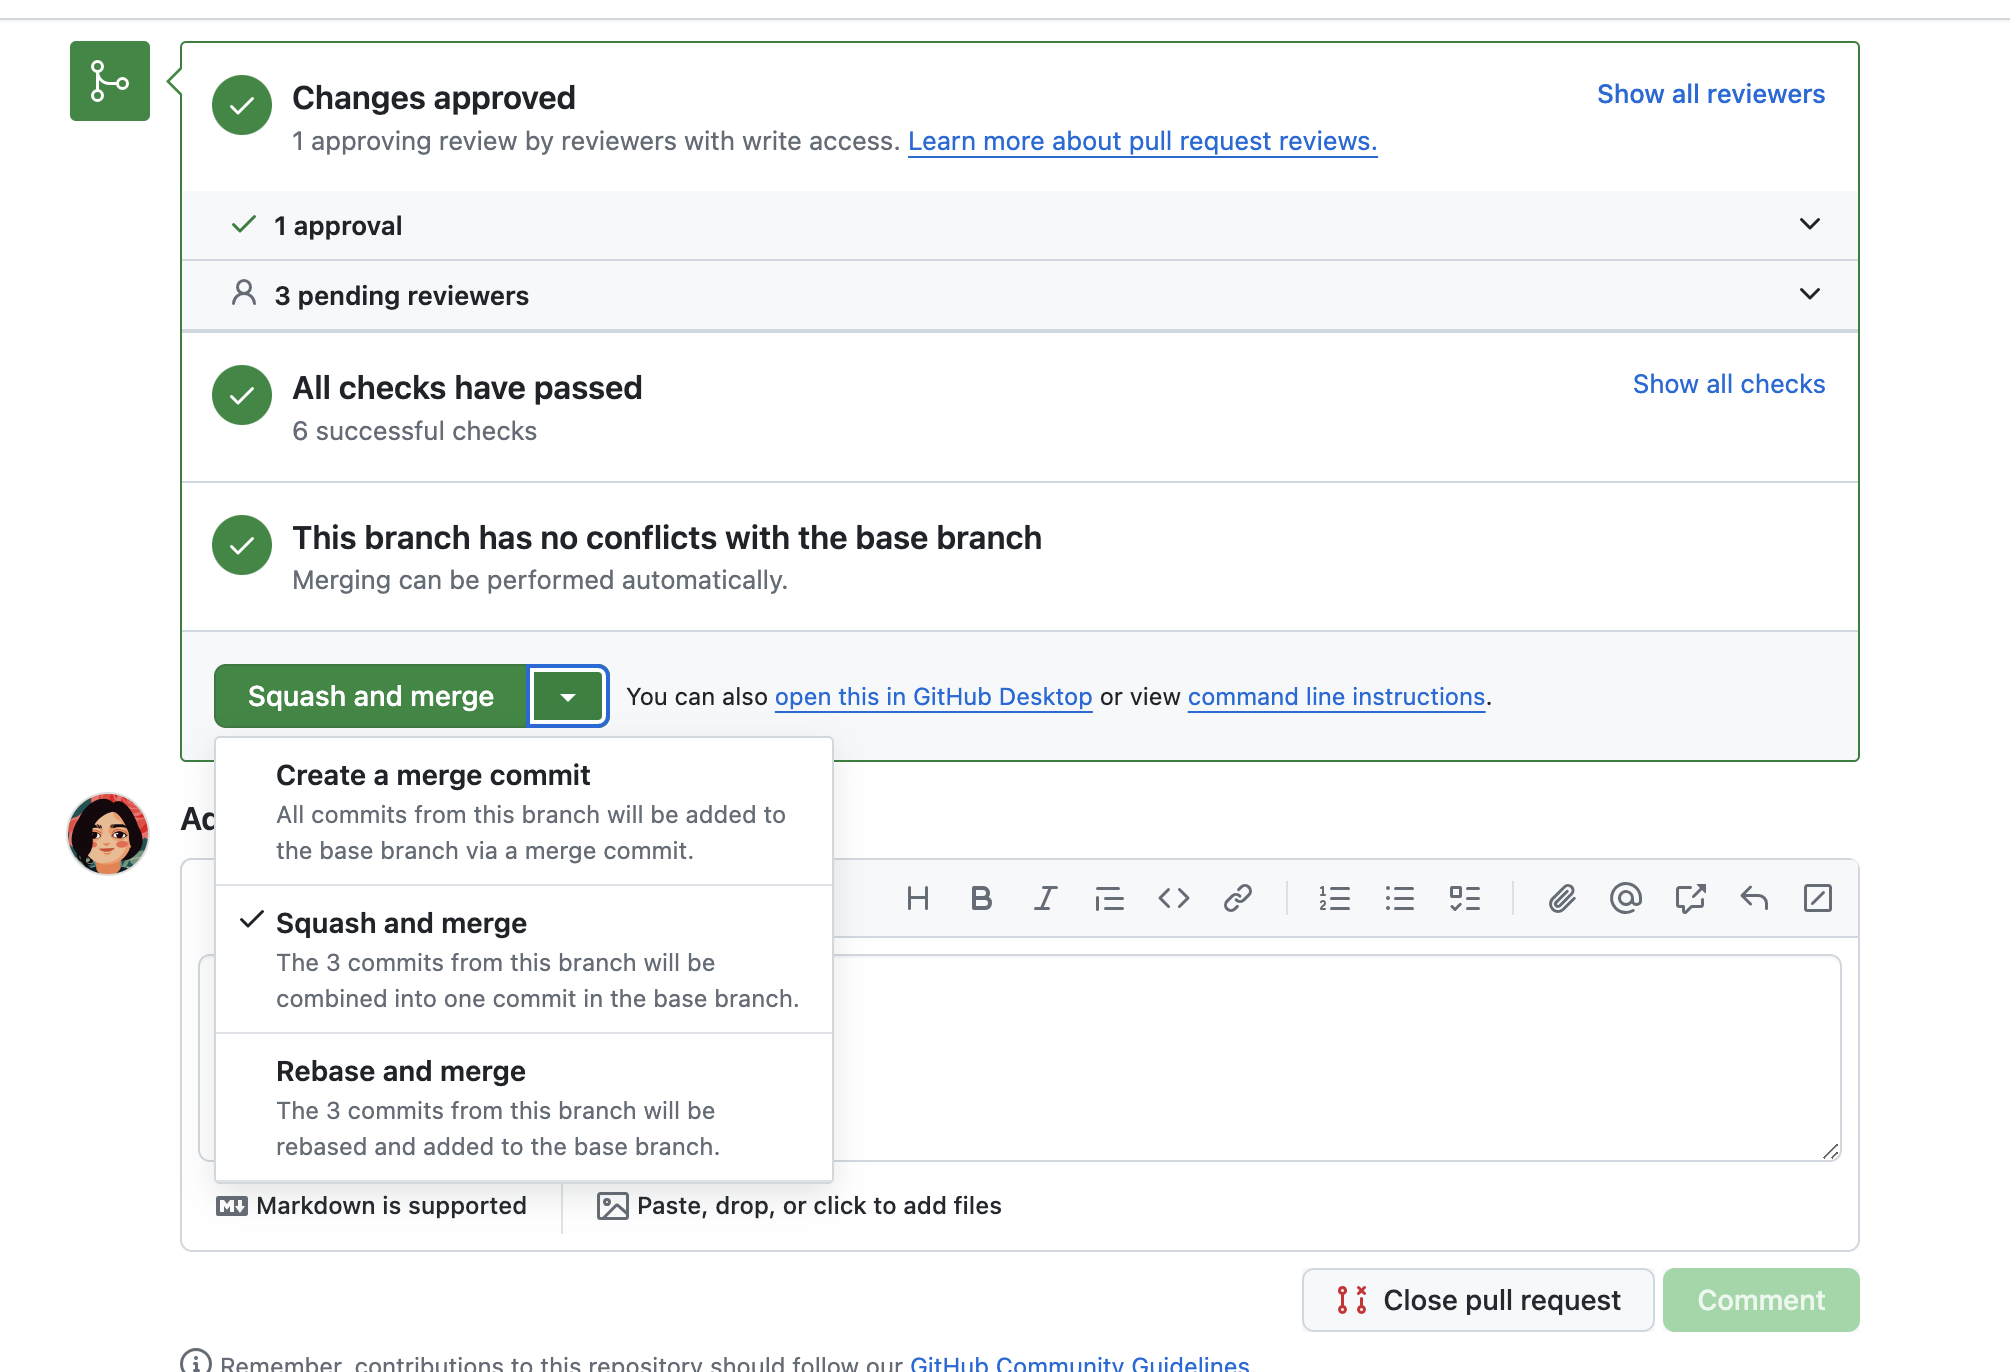 Changes approved
Show all reviewers
1 approving review by reviewers with write access. Learn more about pull request reviews.
1 approval
3 pending reviewers
All checks have passed
Show all checks
6 successful checks
This branch has no conflicts with the base branch
Merging can be performed automatically.
Squash and merge
You can also open this in GitHub Desktop or view command line instructions.
Create a merge commit
All commits from this branch will be added to
the base branch via a merge commit.
Squash and merge
The 3 commits from this branch will be
combined into one commit in the base branch.
Rebase and merge
The 3 commits from this branch will be
rebased and added to the base branch.
Markdown is supported
Paste, drop, or click to add files
Close pull request
Comment
Remember, contributions to this repository should follow our GitHub Community Guidelines